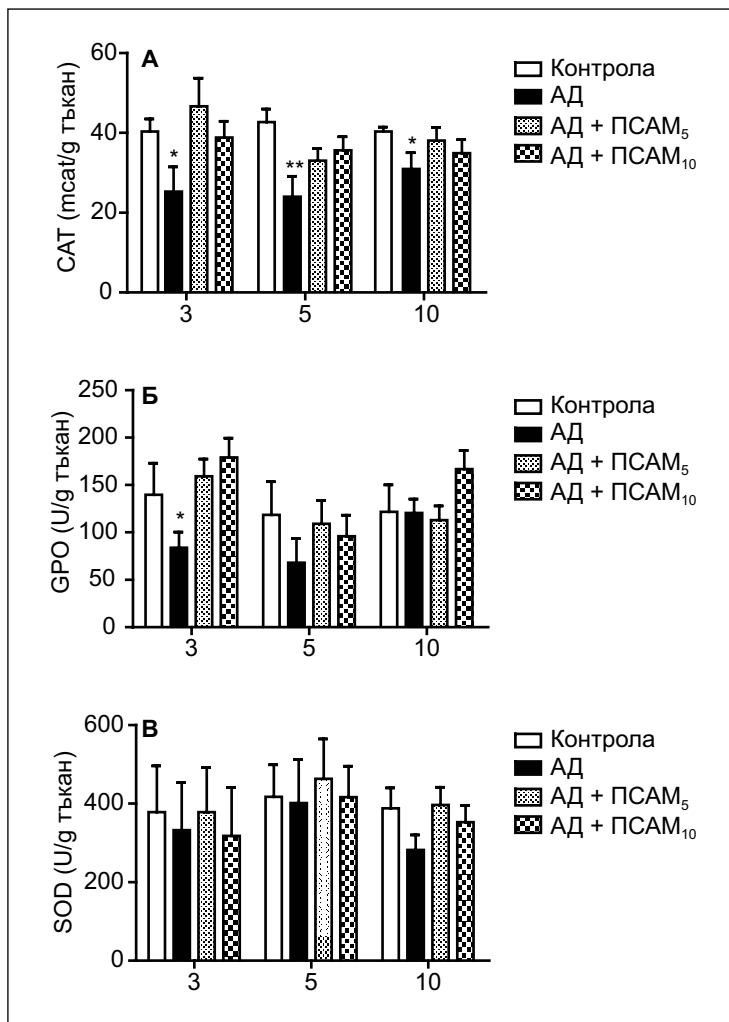 А
60
40
20
0
CAT (mcat/g тъкан)
*
**
*
3
5
10
Контрола
АД
АД + ПСАМ₅
АД + ПСАМ₁₀
Б
250
200
150
100
50
0
GPO (U/g тъкан)
*
3
5
10
Контрола
АД
АД + ПСАМ₅
АД + ПСАМ₁₀
В
600
400
200
0
SOD (U/g тъкан)
3
5
10
Контрола
АД
АД + ПСАМ₅
АД + ПСАМ₁₀